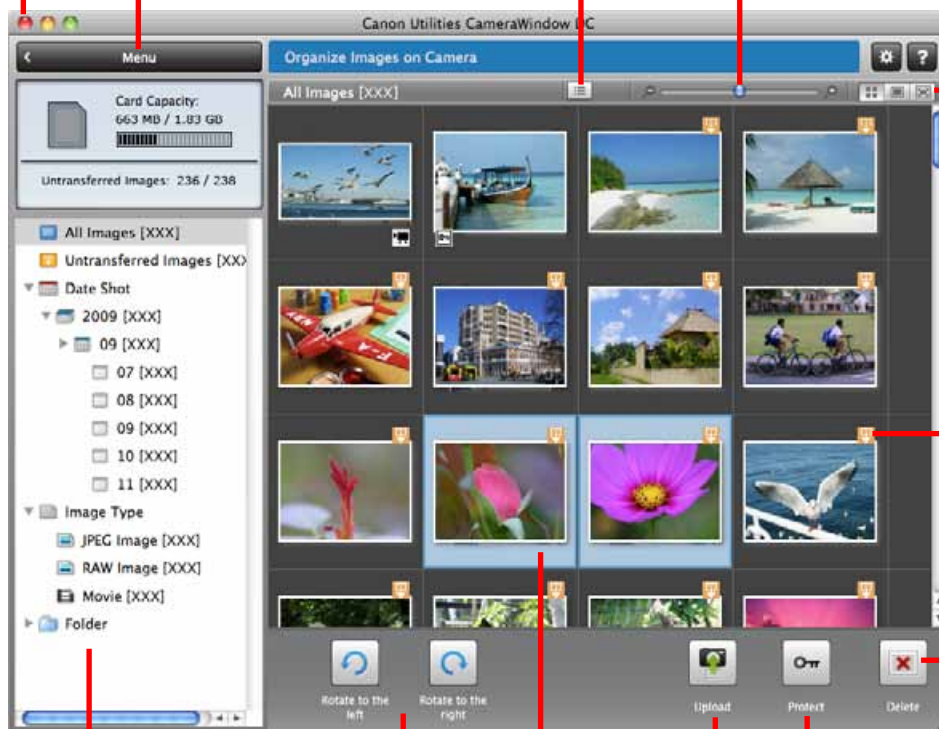 Canon Utilities CameraWindow DC
Menu
Organize Images on Camera
?
Card Capacity:
663 MB / 1.83 GB
Untransferred Images: 236 / 238
All Images [XXX]
All Images [XXX]
Untransferred Images [XXX
Date Shot
2009 [XXX]
09 [XXX]
07 [XXX]
08 [XXX]
09 [XXX]
10 [XXX]
11 [XXX]
Image Type
JPEG Image [XXX]
RAW Image [XXX]
Movie [XXX]
Folder
Rotate to the left
Rotate to the right
Upload
Protect
Delete